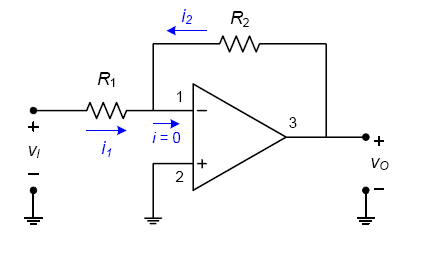 i2
R2
R1
1
−
+
i = 0
3
+
vI
i1
+
2
vO
−
−